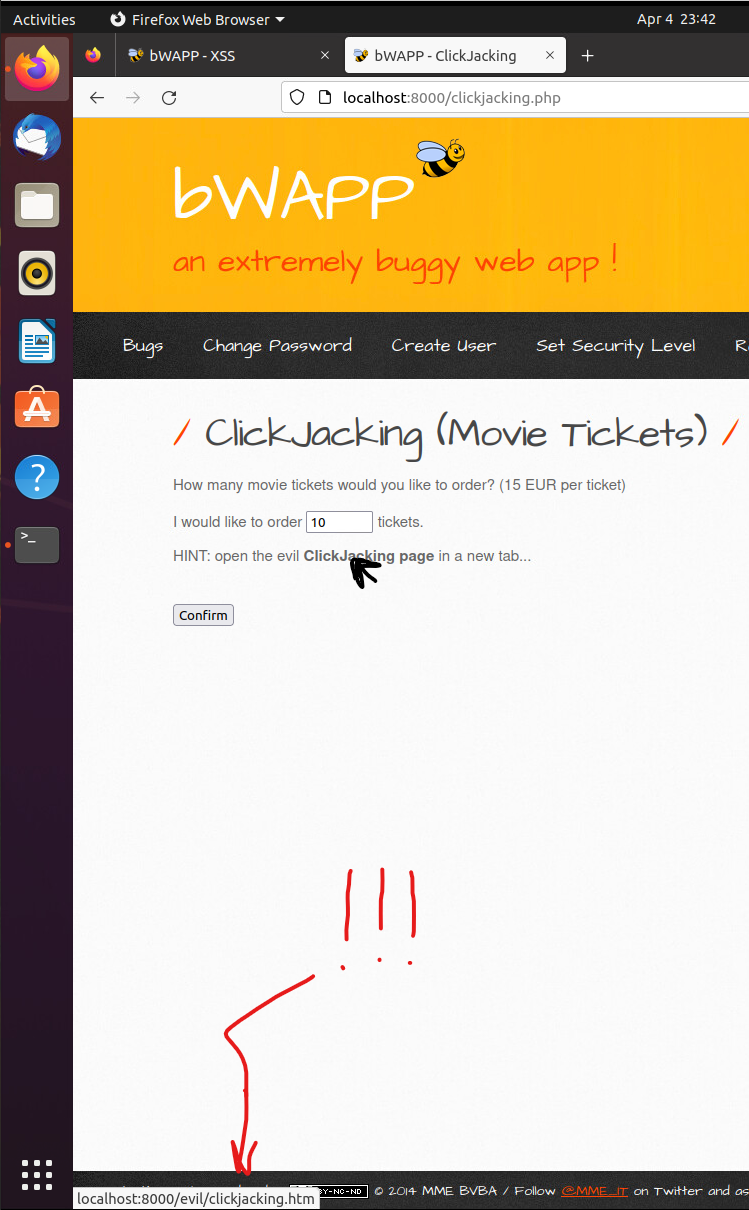 Activities Firefox Web Browser Apr 4 23:42
bWAPP - XSS bWAPP - ClickJacking
localhost:8000/clickjacking.php
bWAPP
an extremely buggy web app !
Bugs Change Password Create User Set Security Level
/ ClickJacking (Movie Tickets) /
How many movie tickets would you like to order? (15 EUR per ticket)
I would like to order 10 tickets.
HINT: open the evil ClickJacking page in a new tab...
Confirm
!!!
localhost:8000/evil/clickjacking.htm BY-NC-ND © 2014 MME BVBA / Follow @MME_IT on Twitter and